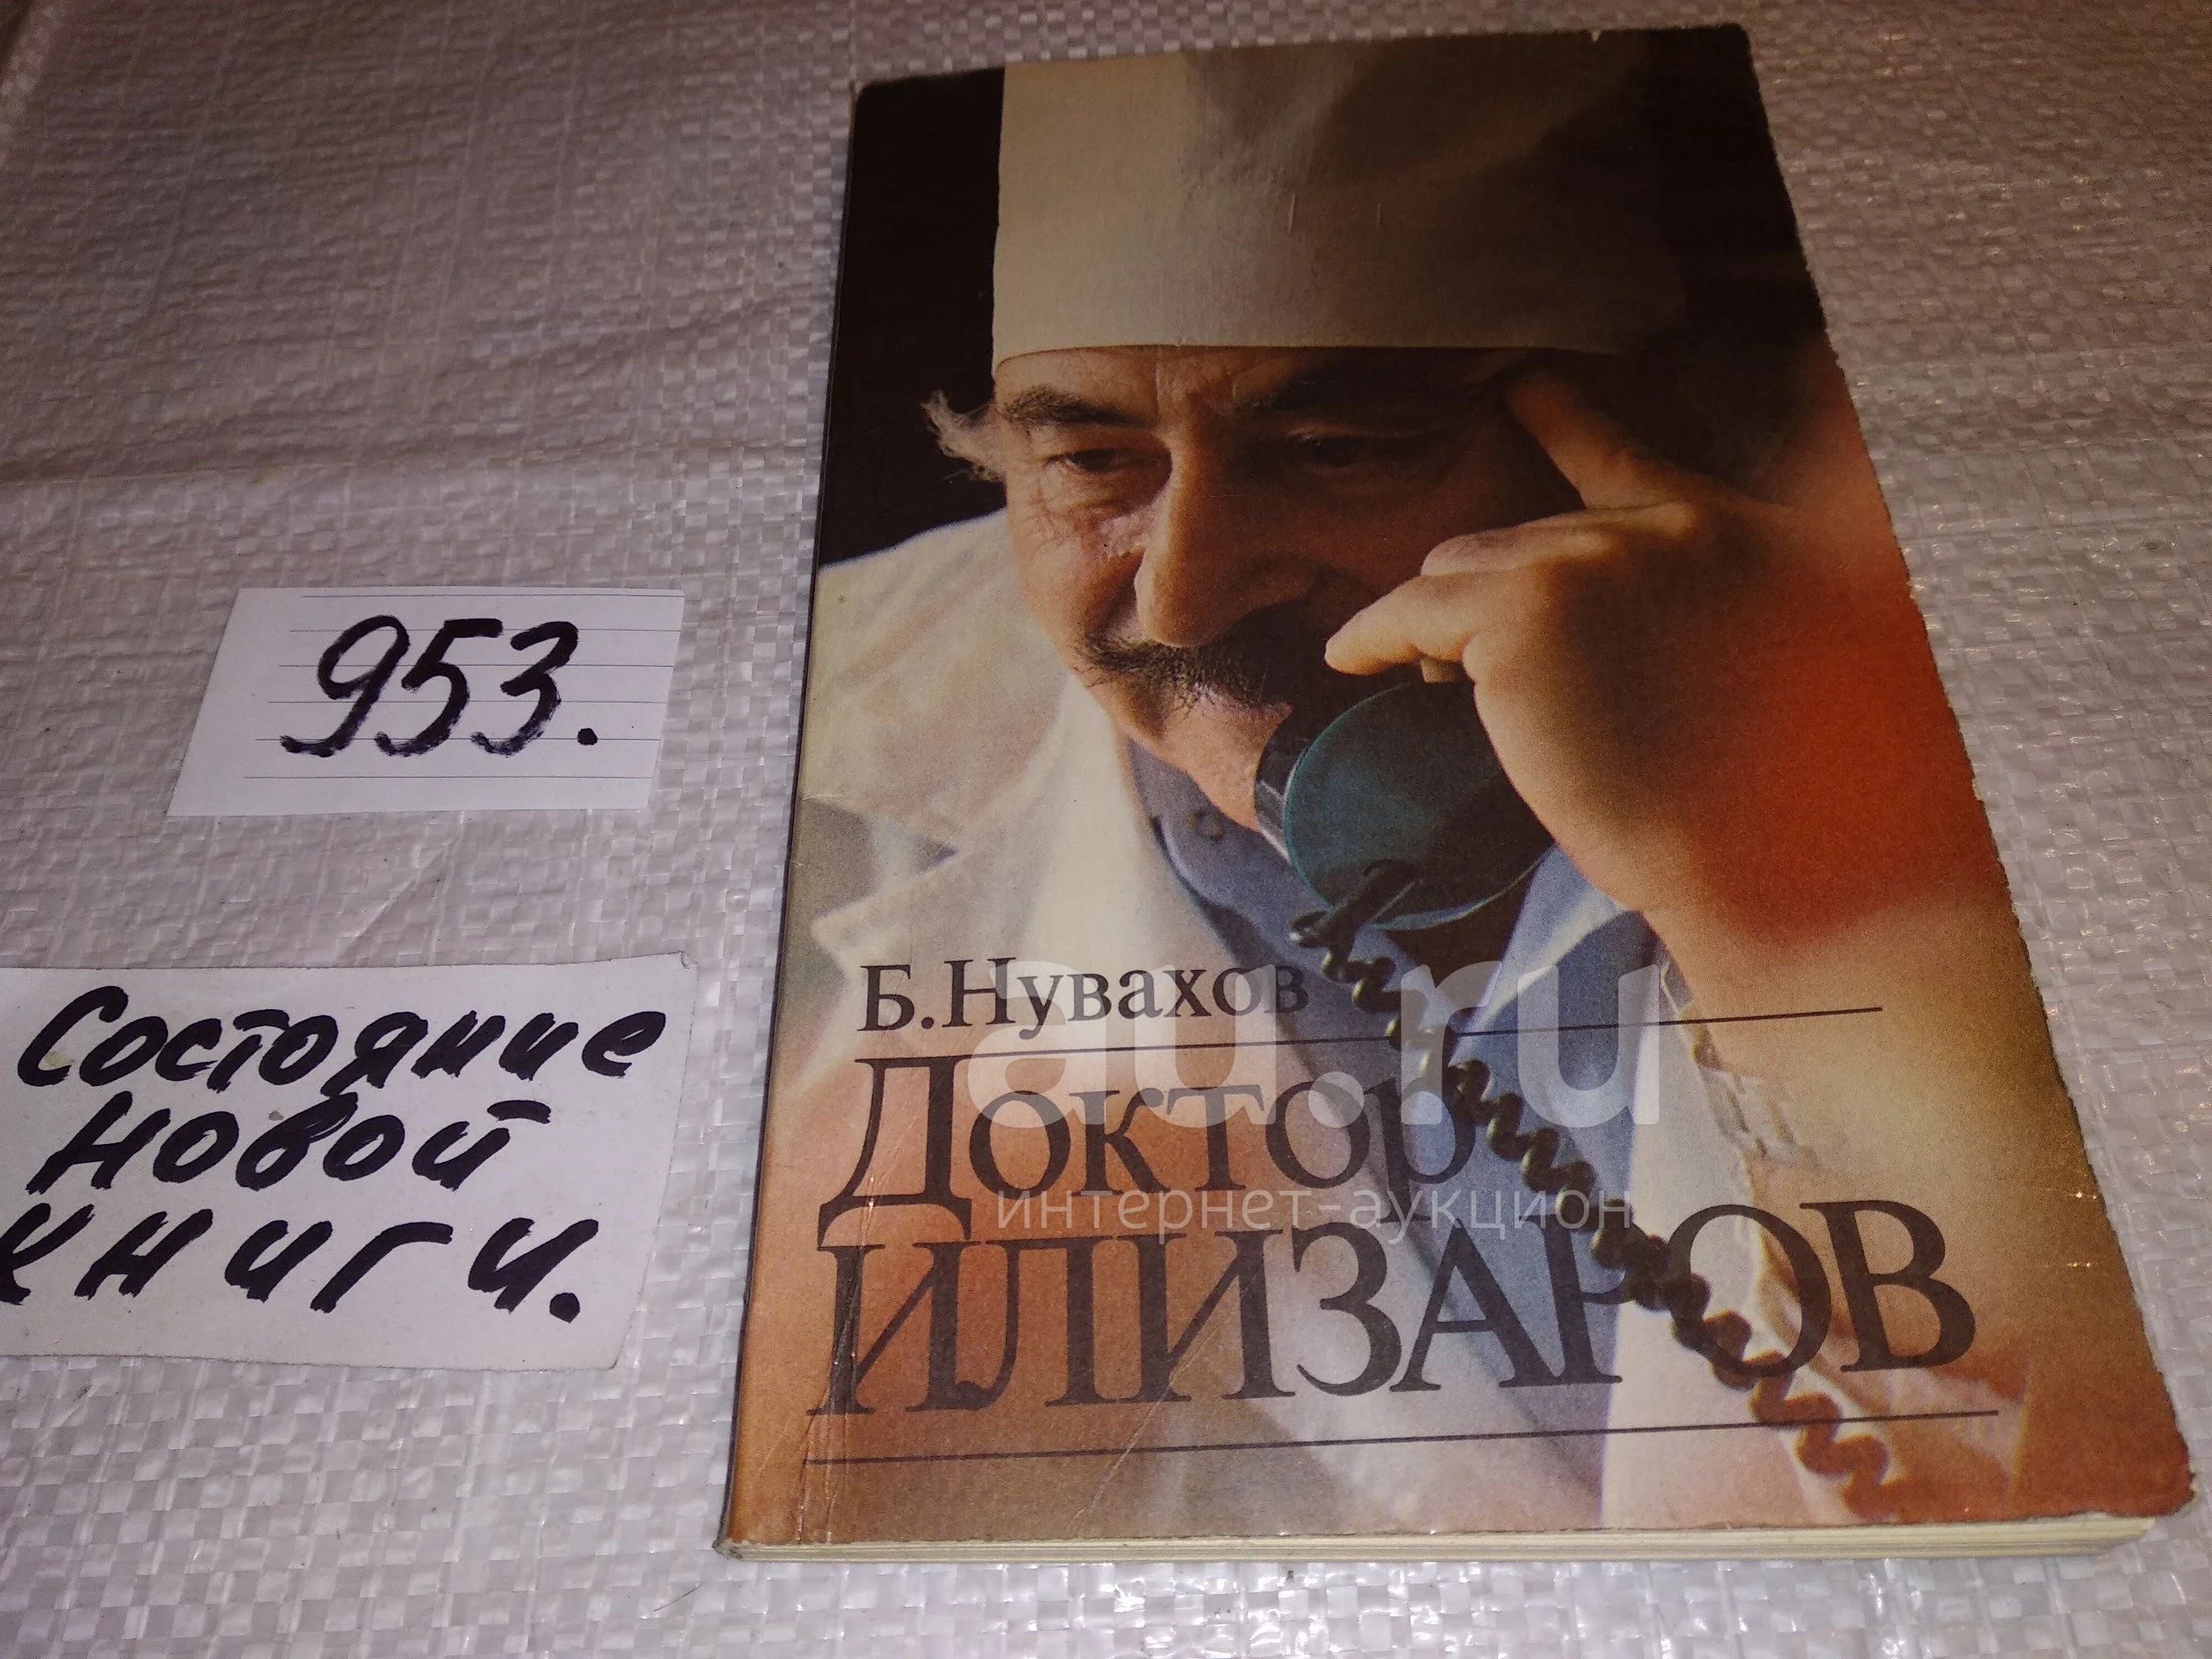 953.
Состояние
новой
книги.
Б.Нувахов
Доктор
ИЛИЗАРОВ
au.ru
интернет-аукцион